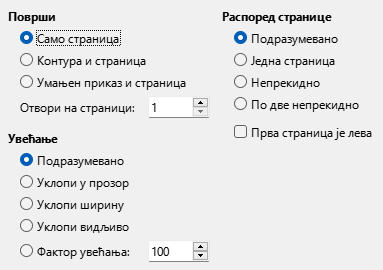 Површи
Само страница
Контура и страница
Умањен приказ и страница
Отвори на страници: 1
Увећање
Подразумевано
Уклопи у прозор
Уклопи ширину
Уклопи видљиво
Фактор увећања: 100
Распоред странице
Подразумевано
Једна страница
Непрекидно
По две непрекидно
Прва страница је лева